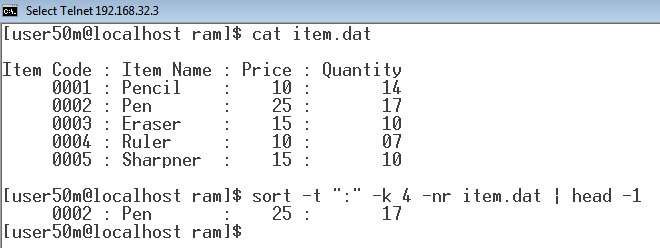 Select Telnet 192.168.32.3
[user50m@localhost ram]$ cat item.dat
Item Code : Item Name : Price : Quantity
0001 : Pencil : 10 : 14
0002 : Pen : 25 : 17
0003 : Eraser : 15 : 10
0004 : Ruler : 10 : 07
0005 : Sharpner : 15 : 10
[user50m@localhost ram]$ sort -t ":" -k 4 -nr item.dat | head -1
0002 : Pen : 25 : 17
[user50m@localhost ram]$